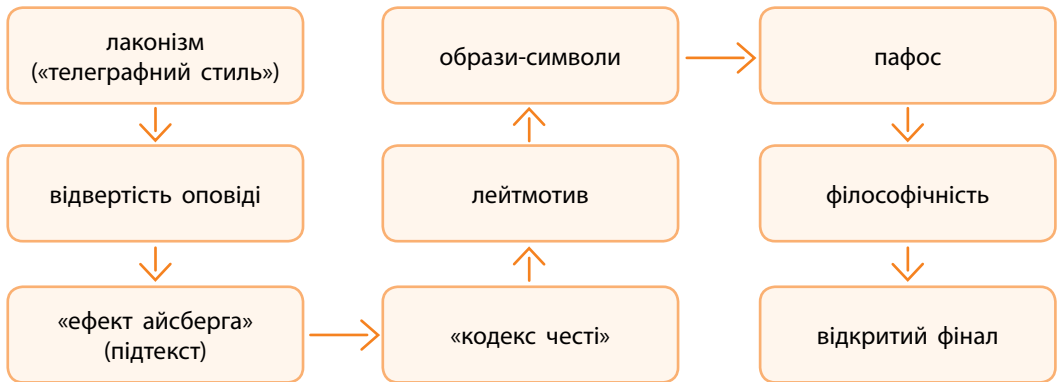 лаконізм
(«телеграфний стиль»)
відвертість оповіді
«ефект айсберга»
(підтекст)
«кодекс честі»
лейтмотив
образи-символи
пафос
філософічність
відкритий фінал